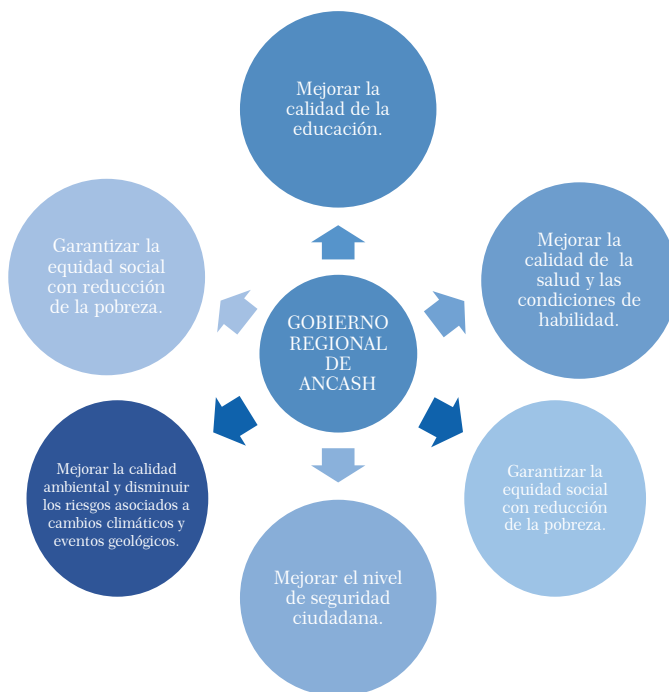 Mejorar la
calidad de la
educación.
Garantizar la
equidad social
con reducción
de la pobreza.
Mejorar la
calidad de la
salud y las
condiciones de
habilidad.
GOBIERNO
REGIONAL
DE
ANCASH
Mejorar la calidad
ambiental y disminuir
los riesgos asociados a
cambios climáticos y
eventos geológicos.
Garantizar la
equidad social
con reducción
de la pobreza.
Mejorar el nivel
de seguridad
ciudadana.